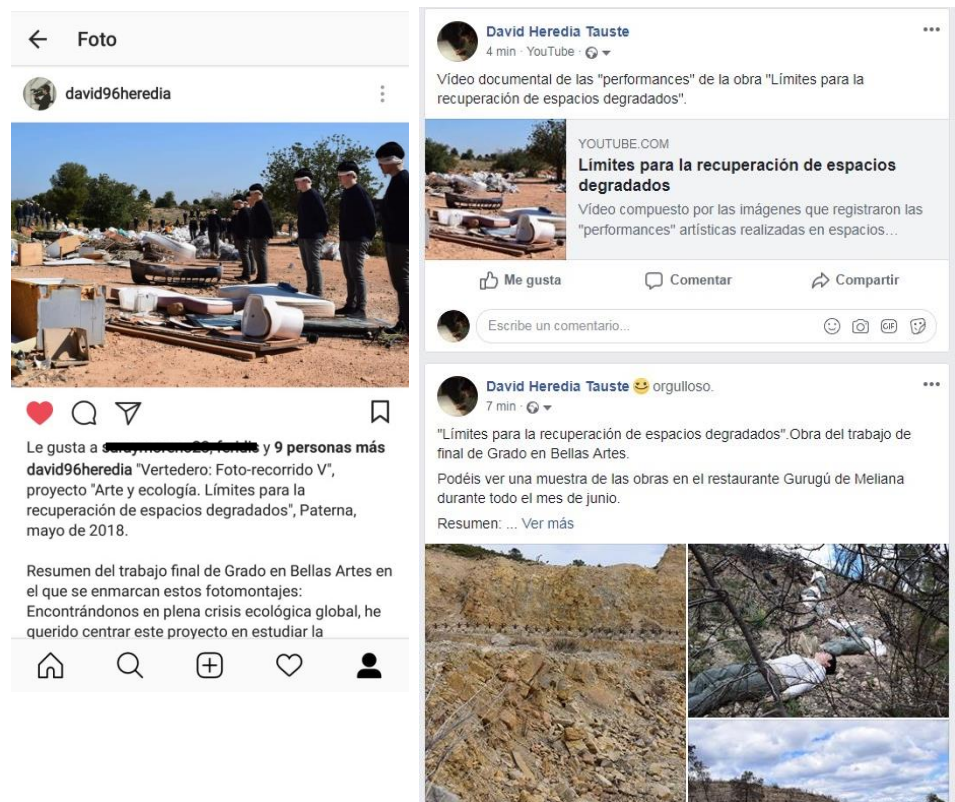 Foto
david96heredia
Le gusta a y 9 personas más
david96heredia "Vertedero: Foto-recorrido V",
proyecto "Arte y ecología. Límites para la
recuperación de espacios degradados", Paterna,
mayo de 2018.
Resumen del trabajo final de Grado en Bellas Artes en
el que se enmarcan estos fotomontajes:
Encontrándonos en plena crisis ecológica global, he
querido centrar este proyecto en estudiar la
David Heredia Tauste
4 min · YouTube ·
Vídeo documental de las "performances" de la obra "Límites para la
recuperación de espacios degradados".
YOUTUBE.COM
Límites para la recuperación de espacios
degradados
Vídeo compuesto por las imágenes que registraron las
"performances" artísticas realizadas en espacios...
Me gusta Comentar Compartir
Escribe un comentario...
GIF
David Heredia Tauste orgulloso.
7 min ·
"Límites para la recuperación de espacios degradados".Obra del trabajo de
final de Grado en Bellas Artes.
Podéis ver una muestra de las obras en el restaurante Gurugú de Meliana
durante todo el mes de junio.
Resumen: ... Ver más